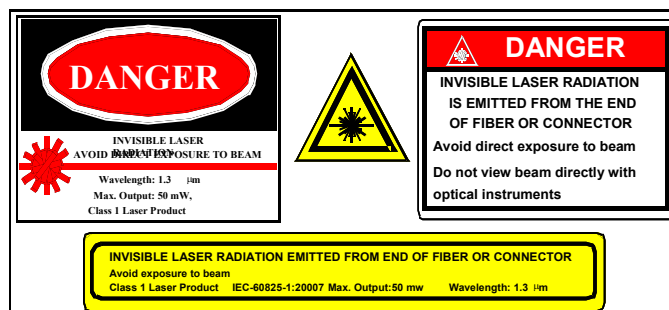 DANGER
INVISIBLE LASER
RADIATION
AVOID DIRECT EXPOSURE TO BEAM
Wavelength: 1.3 µm
Max. Output: 50 mW,
Class 1 Laser Product
DANGER
INVISIBLE LASER RADIATION
IS EMITTED FROM THE END
OF FIBER OR CONNECTOR
Avoid direct exposure to beam
Do not view beam directly with
optical instruments
INVISIBLE LASER RADIATION EMITTED FROM END OF FIBER OR CONNECTOR
Avoid exposure to beam
Class 1 Laser Product IEC-60825-1:20007 Max. Output:50 mw Wavelength: 1.3 µm